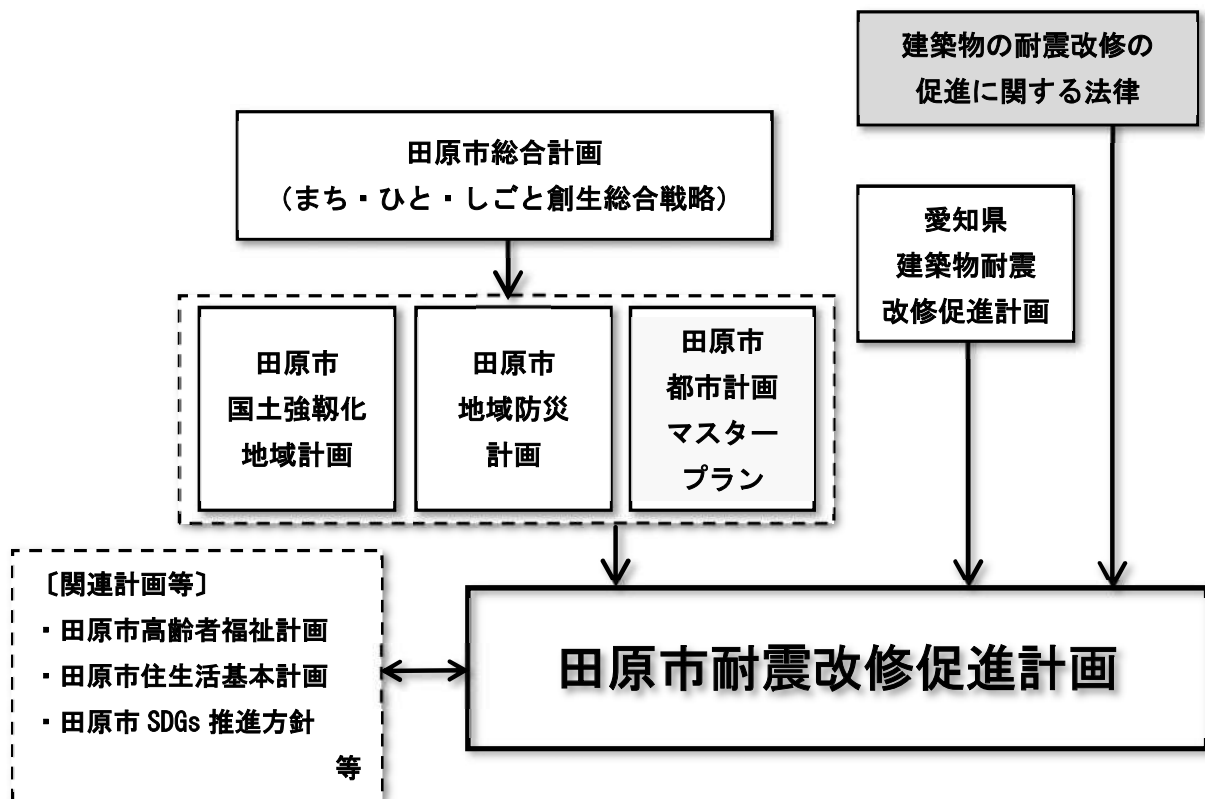 建築物の耐震改修の
促進に関する法律
田原市総合計画
（まち・ひと・しごと創生総合戦略）
愛知県
建築物耐震
改修促進計画
田原市
国土強靱化
地域計画
田原市
地域防災
計画
田原市
都市計画
マスター
プラン
〔関連計画等〕
・田原市高齢者福祉計画
・田原市住生活基本計画
・田原市 SDGs 推進方針
等
田原市耐震改修促進計画